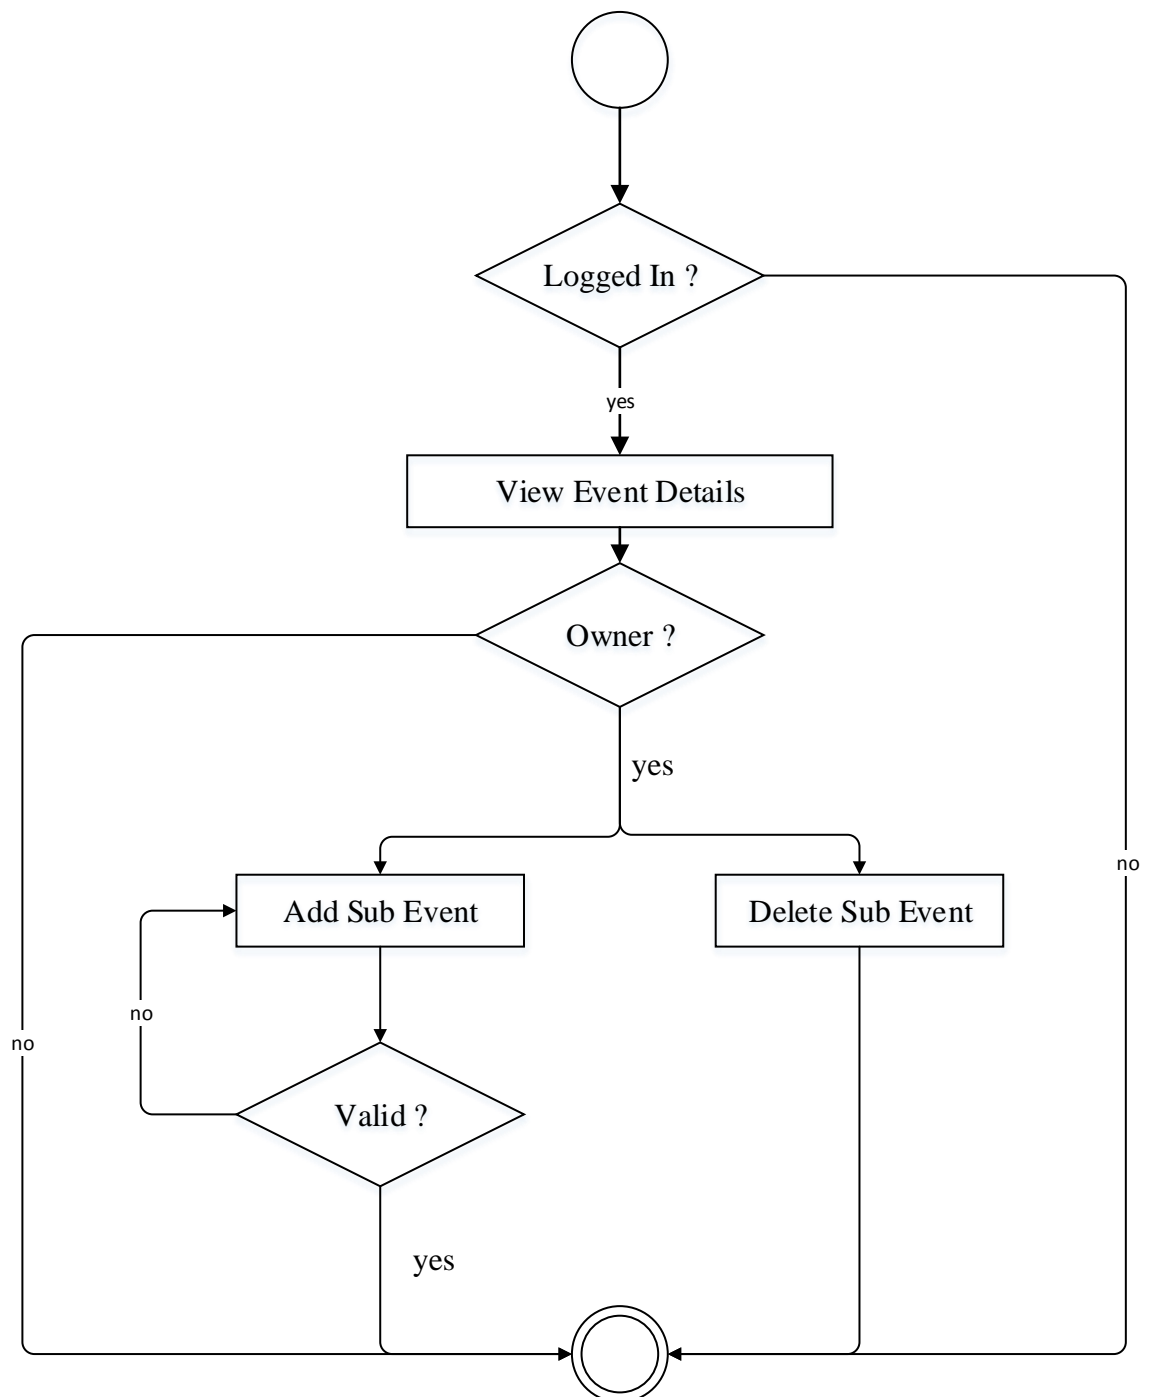 Logged In ?
yes
View Event Details
Owner ?
yes
no
Add Sub Event
Delete Sub Event
no
no
Valid ?
yes